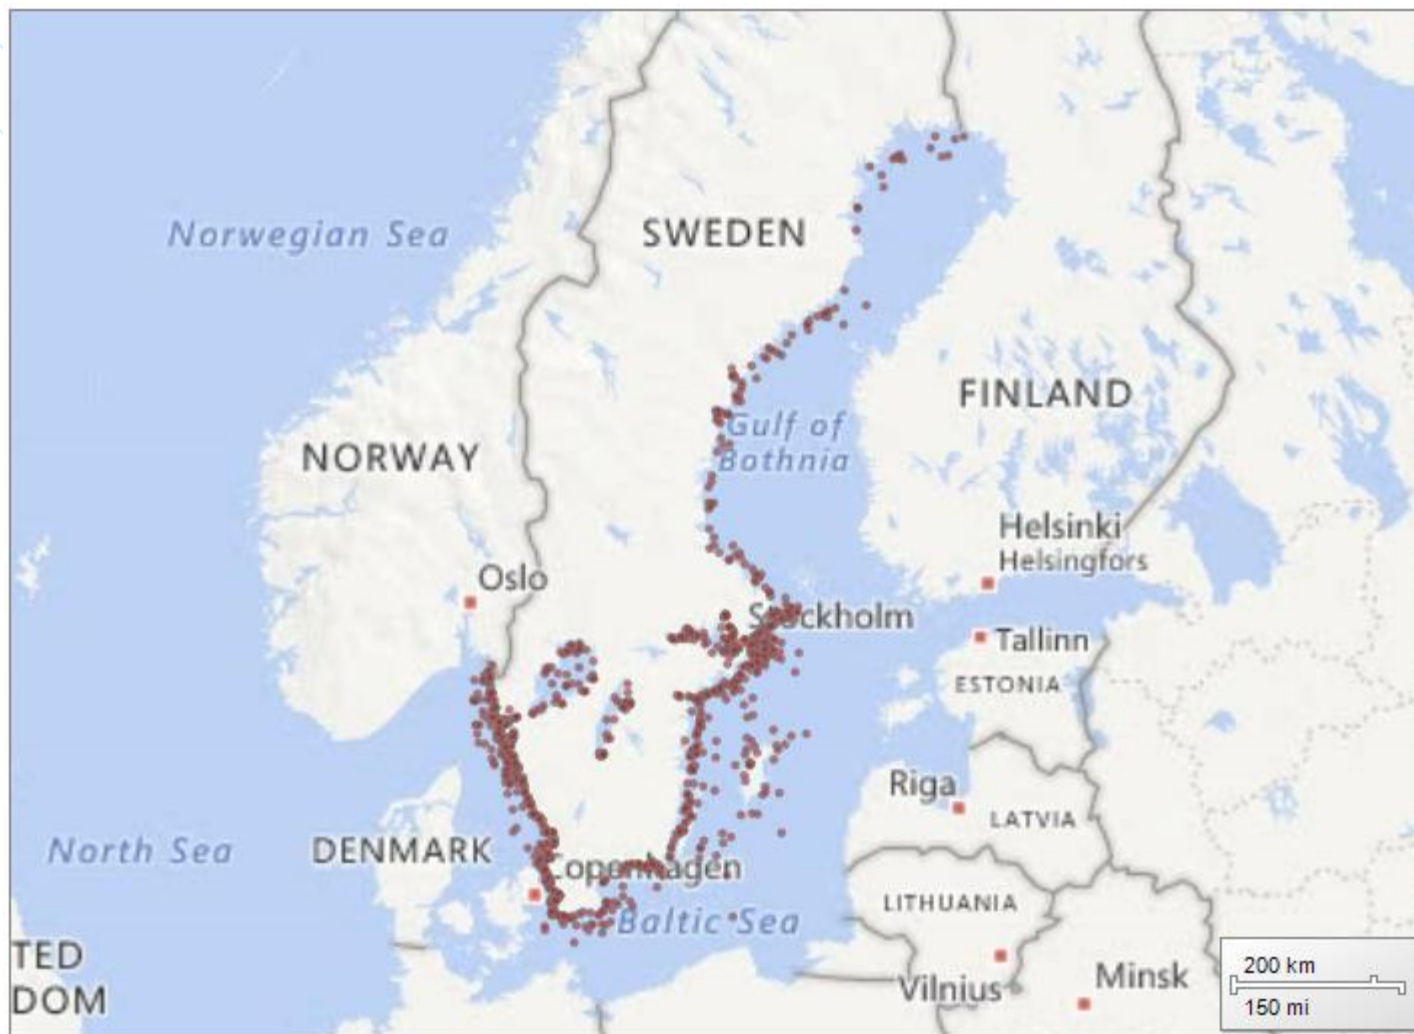 Norwegian Sea
SWEDEN
FINLAND
Gulf of
Bothnia
NORWAY
Helsinki
Helsingfors
Oslo
Stockholm
Tallinn
ESTONIA
Riga
LATVIA
North Sea
DENMARK
Copenhagen
LITHUANIA
Baltic Sea
TED
DOM
Vilnius
Minsk
200 km
150 mi